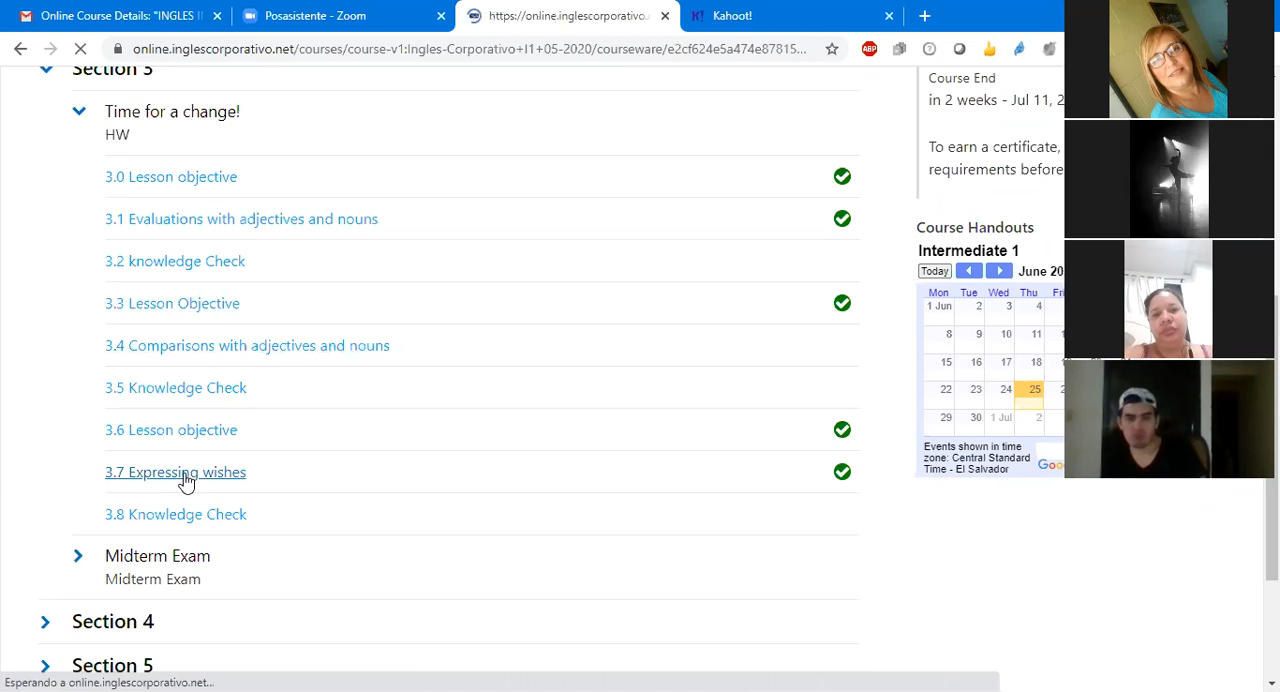 Online Course Details: "INGLES I
Posasistente - Zoom
https://online.inglescorporativo.
Kahoot!
online.inglescorporativo.net/courses/course-v1:Ingles-Corporativo+I1+05-2020/courseware/e2cf624e5a474e87815...
ABP
Section 3
Time for a change!
HW
3.0 Lesson objective
3.1 Evaluations with adjectives and nouns
3.2 knowledge Check
3.3 Lesson Objective
3.4 Comparisons with adjectives and nouns
3.5 Knowledge Check
3.6 Lesson objective
3.7 Expressing wishes
3.8 Knowledge Check
Midterm Exam
Midterm Exam
Section 4
Section 5
Course End
in 2 weeks - Jul 11, 2
To earn a certificate,
requirements before
Course Handouts
Intermediate 1
Today June 20
Mon Tue Wed Thu Fri
1 Jun 2 3 4
8 9 10 11
15 16 17 18
22 23 24 25
29 30 1 Jul 2
Events shown in time
zone: Central Standard
Time - El Salvador
Goo
Esperando a online.inglescorporativo.net...